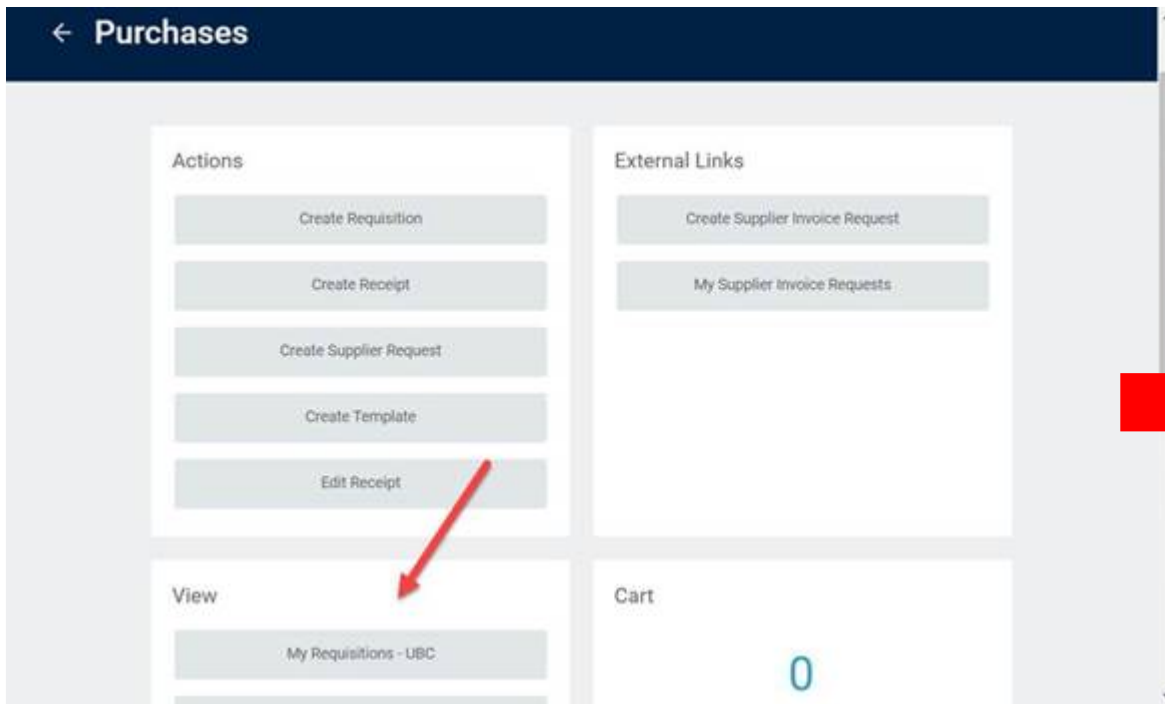 ← Purchases
Actions
Create Requisition
Create Receipt
Create Supplier Request
Create Template
Edit Receipt
External Links
Create Supplier Invoice Request
My Supplier Invoice Requests
View
My Requisitions - UBC
Cart
0